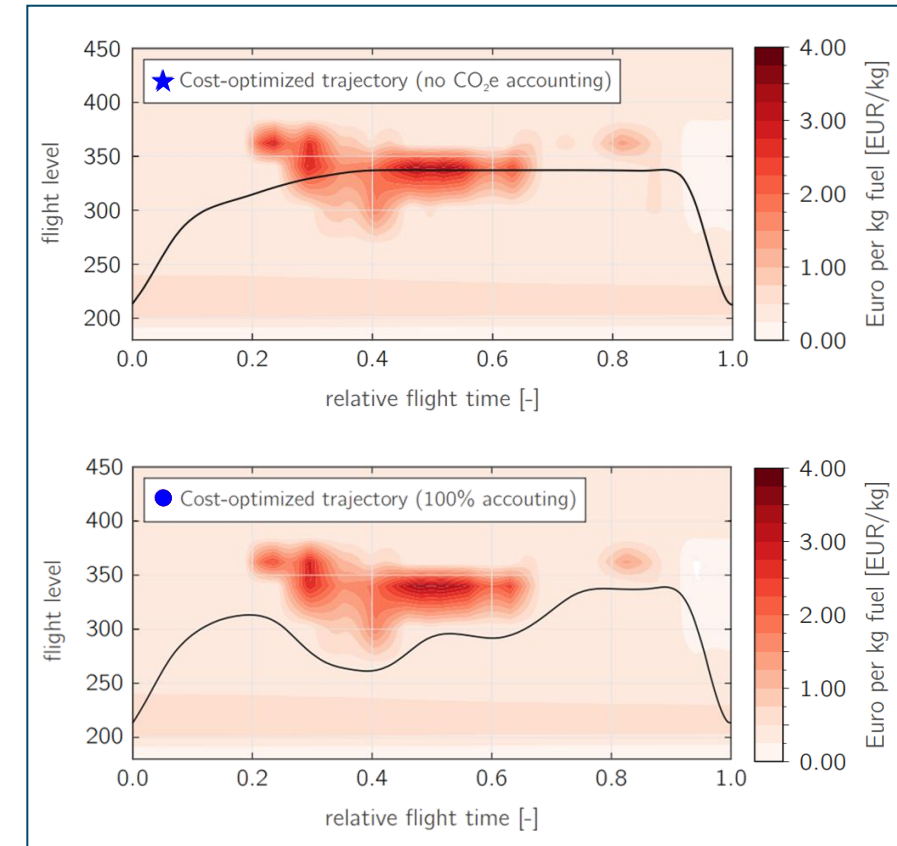 450
400
350
300
250
200
flight level
★ Cost-optimized trajectory (no CO₂e accounting)
0.0 0.2 0.4 0.6 0.8 1.0
relative flight time [-]
4.00
3.00
2.00
1.00
0.00
Euro per kg fuel [EUR/kg]
450
400
350
300
250
200
flight level
● Cost-optimized trajectory (100% accouting)
0.0 0.2 0.4 0.6 0.8 1.0
relative flight time [-]
4.00
3.00
2.00
1.00
0.00
Euro per kg fuel [EUR/kg]